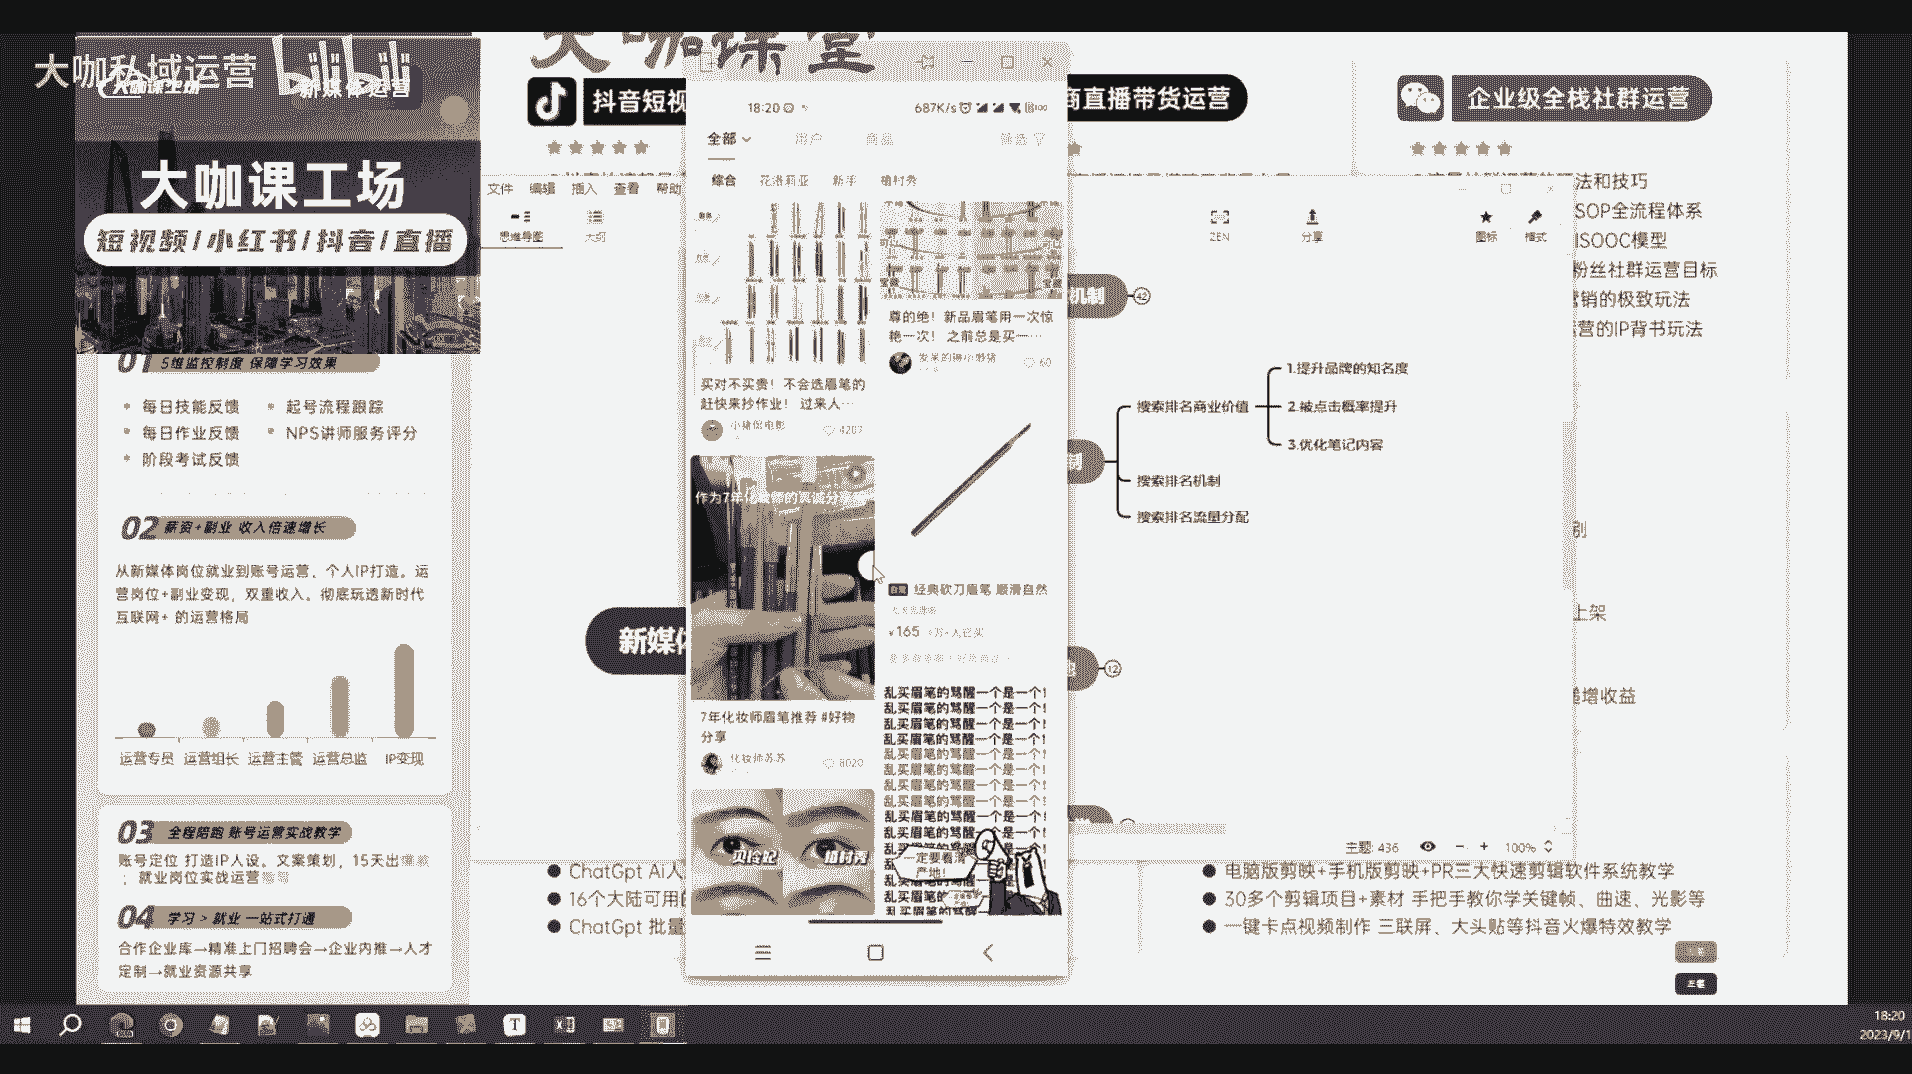 大咖课堂
大咖私域运营
新媒体运营
大咖课工场
短视频/小红书/抖音/直播
01 5维监控制度 保障学习效果
每日技能反馈
起号流程跟踪
每日作业反馈
NPS讲师服务评分
阶段考试反馈
02 薪资+副业 收入倍速增长
从新媒体岗位就业到账号运营、个人IP打造。运
营岗位+副业变现，双重收入。彻底玩透新时代
互联网+ 的运营格局
运营专员 运营组长 运营主管 运营总监 IP变现
03 全程陪跑 账号运营实战教学
账号定位 打造IP人设。文案策划，15天出
；就业岗位实战运营
04 学习 > 就业 一站式打通
合作企业库→精准上门招聘会→企业内推→人才
定制→就业资源共享
抖音短视
商直播带货运营
企业级全栈社群运营
法和技巧
SOP全流程体系
ISOOC模型
粉丝社群运营目标
营销的极致玩法
运营的IP背书玩法
上架
递增收益
文件 编辑 插入 查看 帮助
思维导图 大纲
ZEN 分享 图标 格式
新媒体
机制
42
制
搜索排名商业价值
1.提升品牌的知名度
2.被点击概率提升
3.优化笔记内容
搜索排名机制
搜索排名流量分配
12
主题: 436
100%
18:20
687K/s
100
全部 用户 商品 筛选
综合 花洛莉亚 新手 植村秀
买对不买贵！不会选眉笔的
赶快来抄作业！ 过来人…
4207
尊的绝！新品眉笔用一次惊
艳一次！ 之前总是买一…
60
作为7年化妆师的真诚分享
7年化妆师眉笔推荐 #好物
分享
化妆师苏苏
8020
自营 经典砍刀眉笔 顺滑自然
¥165
乱买眉笔的骂醒一个是一个！
乱买眉笔的骂醒一个是一个！
乱买眉笔的骂醒一个是一个！
乱买眉笔的骂醒一个是一个！
乱买眉笔的骂醒一个是一个！
乱买眉笔的骂醒一个是一个！
乱买眉笔的骂醒一个是一个！
乱买眉笔的骂醒一个是一个！
乱买眉笔的骂醒一个是一个！
乱买眉笔的骂醒一个是一个！
一定要看清
产地！
贝玲妃
植村秀
ChatGpt AI人
16个大陆可用的
ChatGpt 批量
电脑版剪映+手机版剪映+PR三大快速剪辑软件系统教学
30多个剪辑项目+素材 手把手教你学关键帧、曲速、光影等
一键卡点视频制作 三联屏、大头贴等抖音火爆特效教学
18:20
2023/9/1